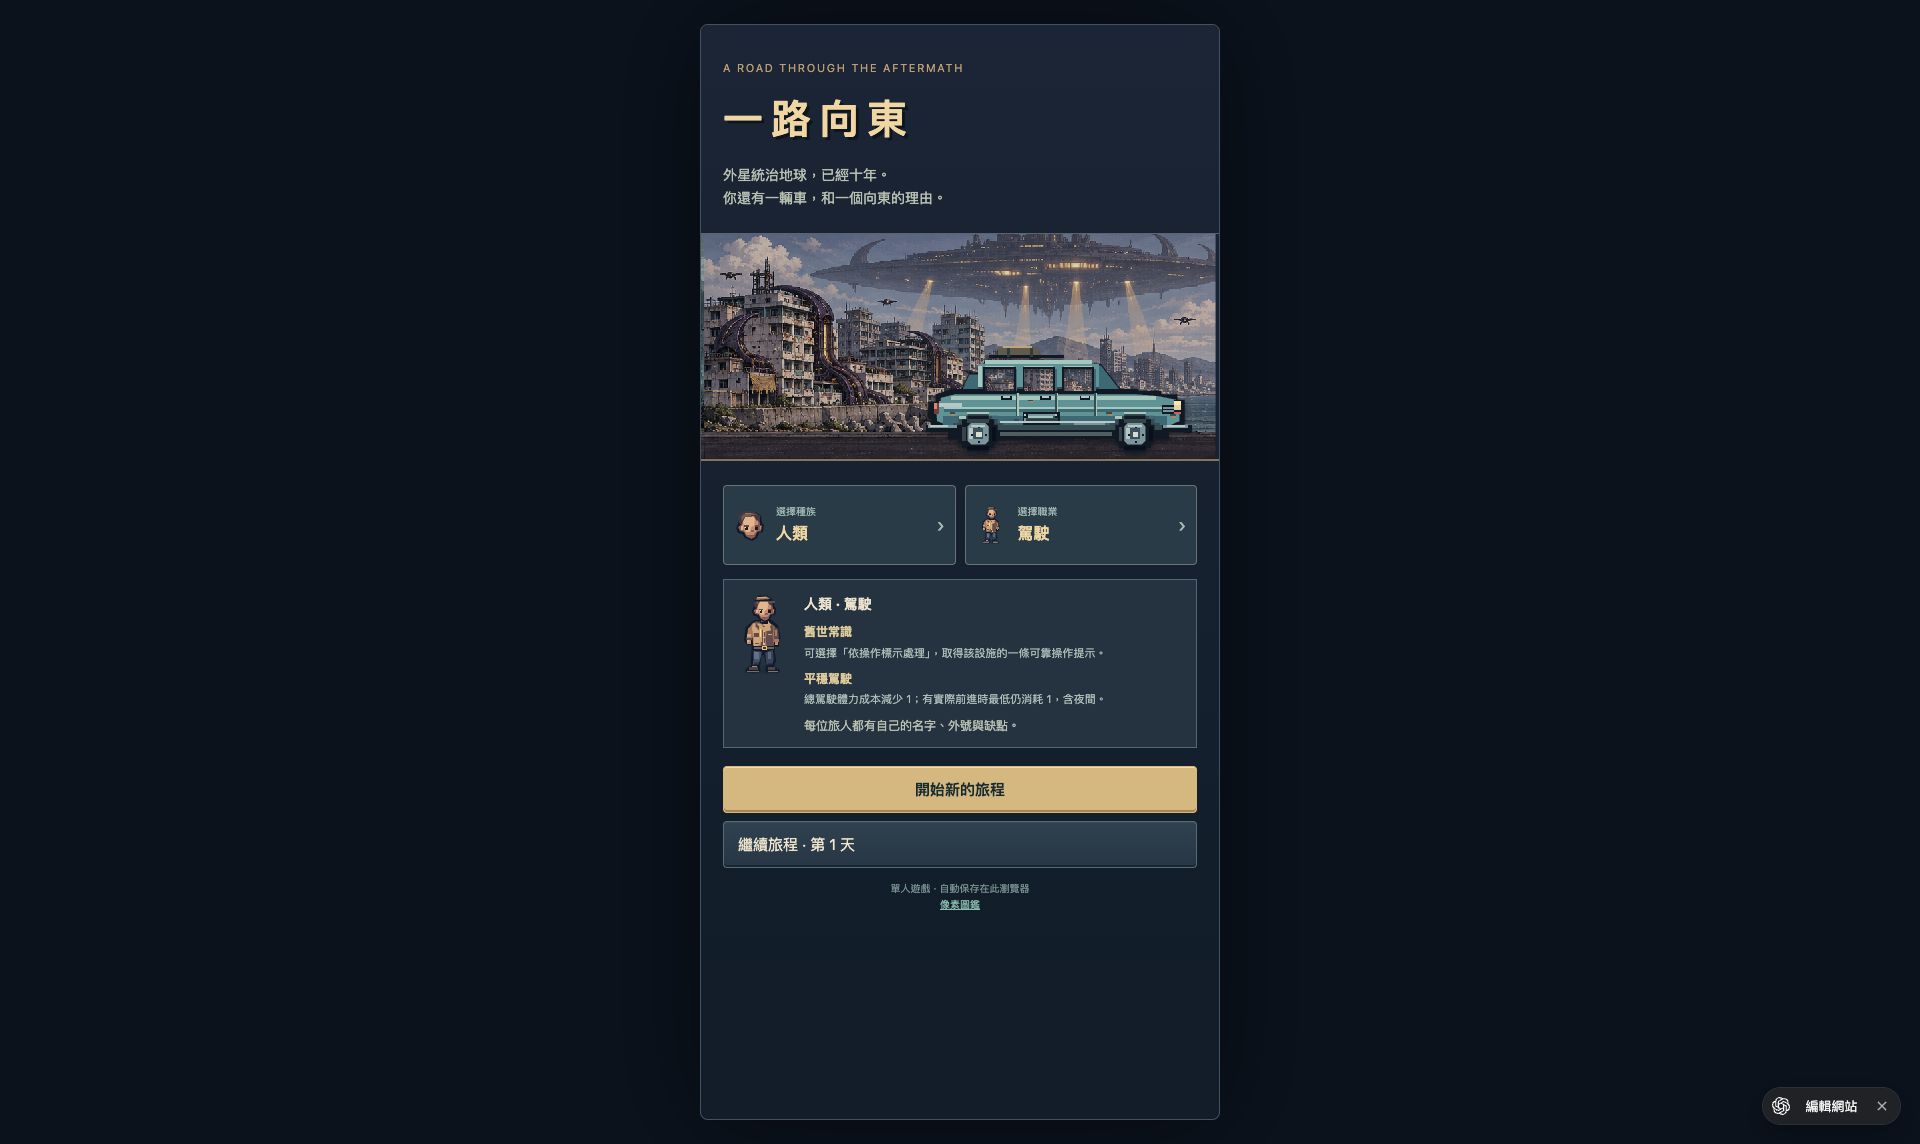 A ROAD THROUGH THE AFTERMATH
一路向東
外星統治地球，已經十年。
你還有一輛車，和一個向東的理由。
選擇種族
人類
選擇職業
駕駛
人類 · 駕駛
舊世常識
可選擇「依操作標示處理」，取得該設施的一條可靠操作提示。
平穩駕駛
總駕駛體力成本減少 1；有實際前進時最低仍消耗 1，含夜間。
每位旅人都有自己的名字、外號與缺點。
開始新的旅程
繼續旅程 · 第 1 天
單人遊戲 · 自動保存在此瀏覽器
像素圖鑑
編輯網站